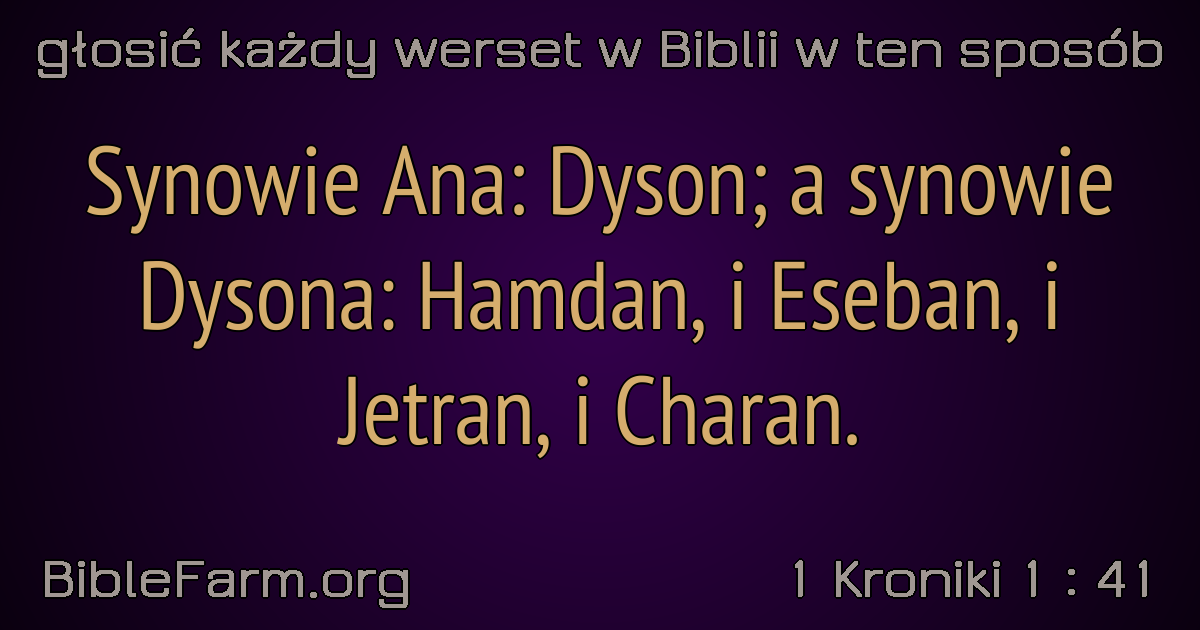 głosić każdy werset w Biblii w ten sposób
Synowie Ana: Dyson; a synowie
Dysona: Hamdan, i Eseban, i
Jetran, i Charan.
BibleFarm.org
1 Kroniki 1 : 41